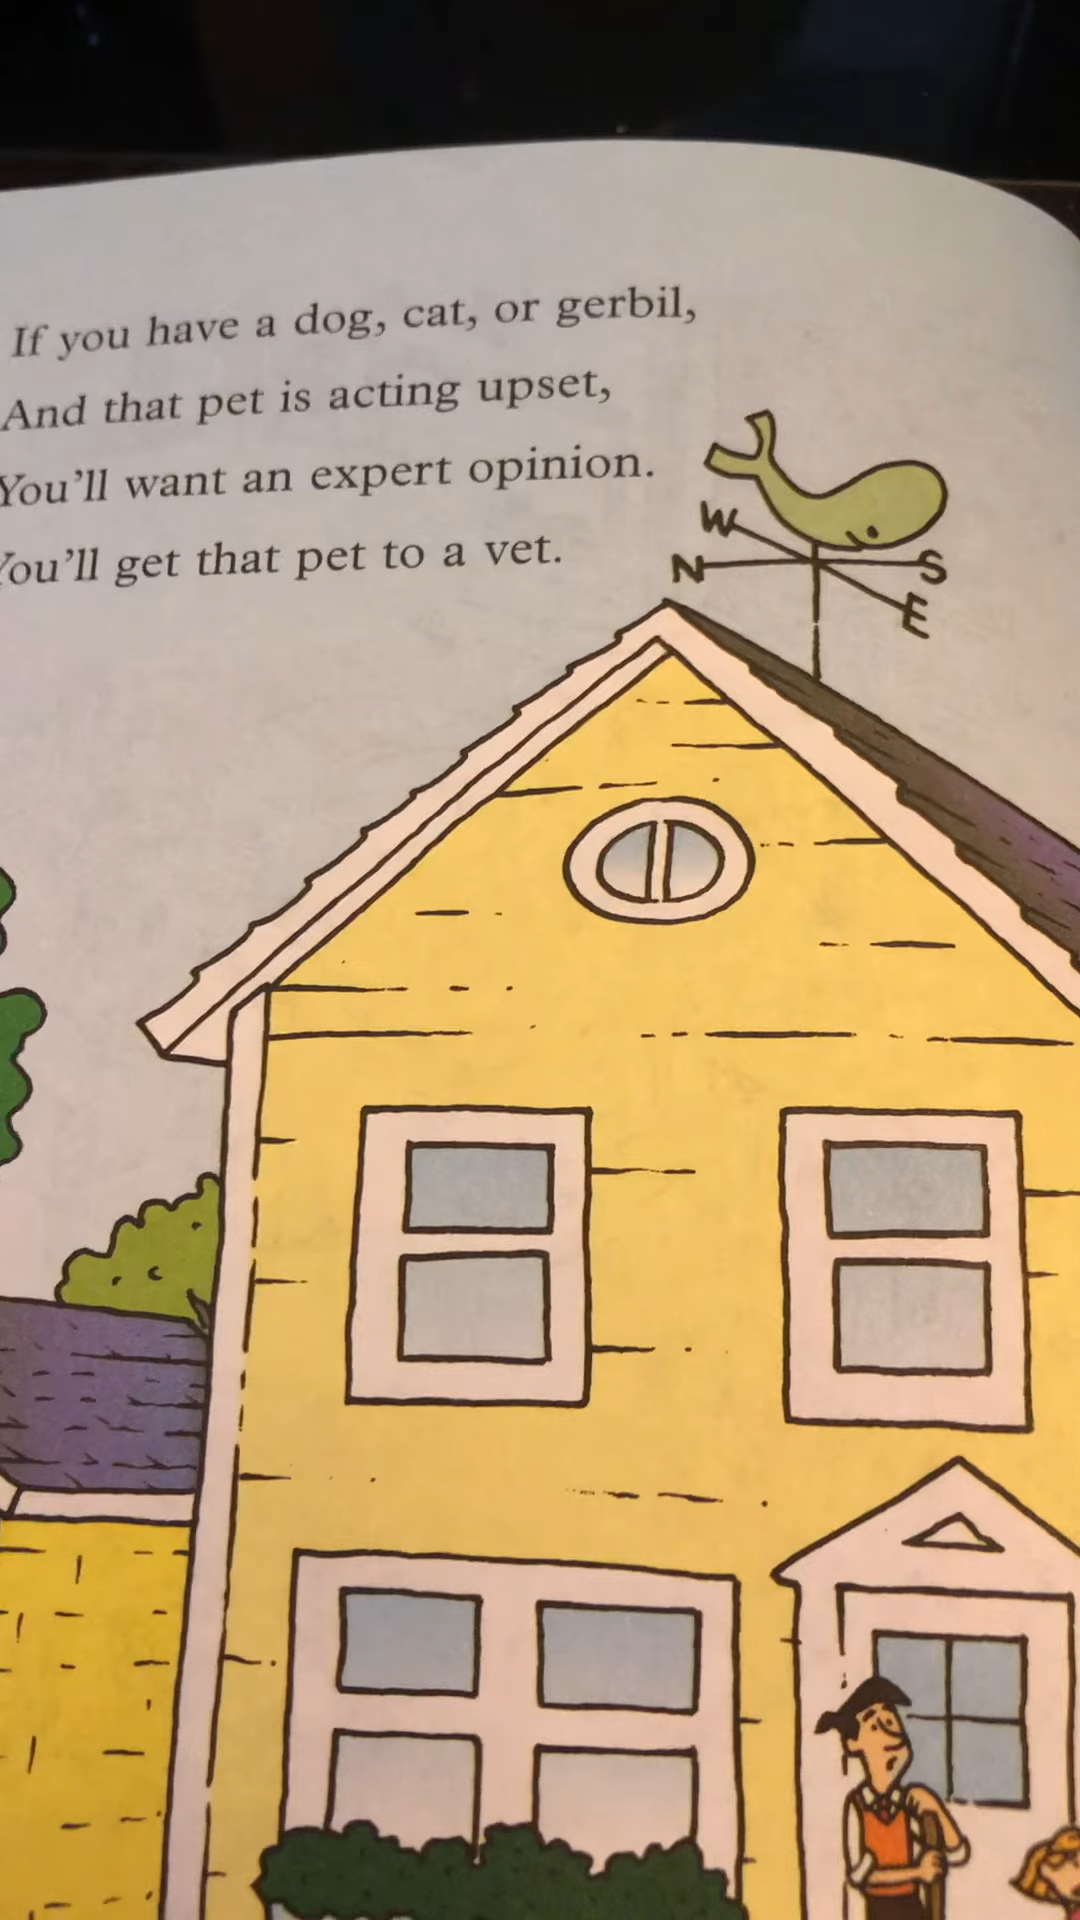 If you have a dog, cat, or gerbil,
And that pet is acting upset,
You'll want an expert opinion.
You'll get that pet to a vet.
W
N S
E